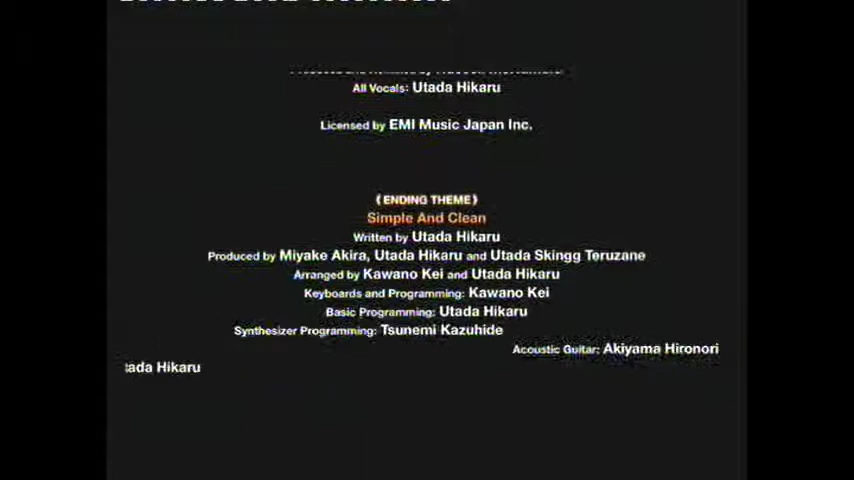 All Vocals: Utada Hikaru
Licensed by EMI Music Japan Inc.
(ENDING THEME)
Simple And Clean
Written by Utada Hikaru
Produced by Miyake Akira, Utada Hikaru and Utada Skingg Teruzane
Arranged by Kawano Kei and Utada Hikaru
Keyboards and Programming: Kawano Kei
Basic Programming: Utada Hikaru
Synthesizer Programming: Tsunemi Kazuhide
Acoustic Guitar: Akiyama Hironori
tada Hikaru